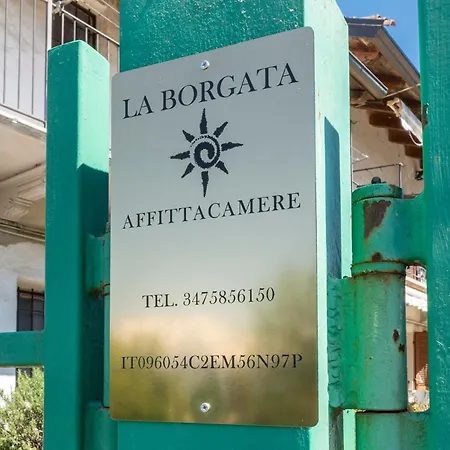 LA BORGATA
AFFITTACAMERE
TEL. 3475856150
IT096054C2EM56N97P